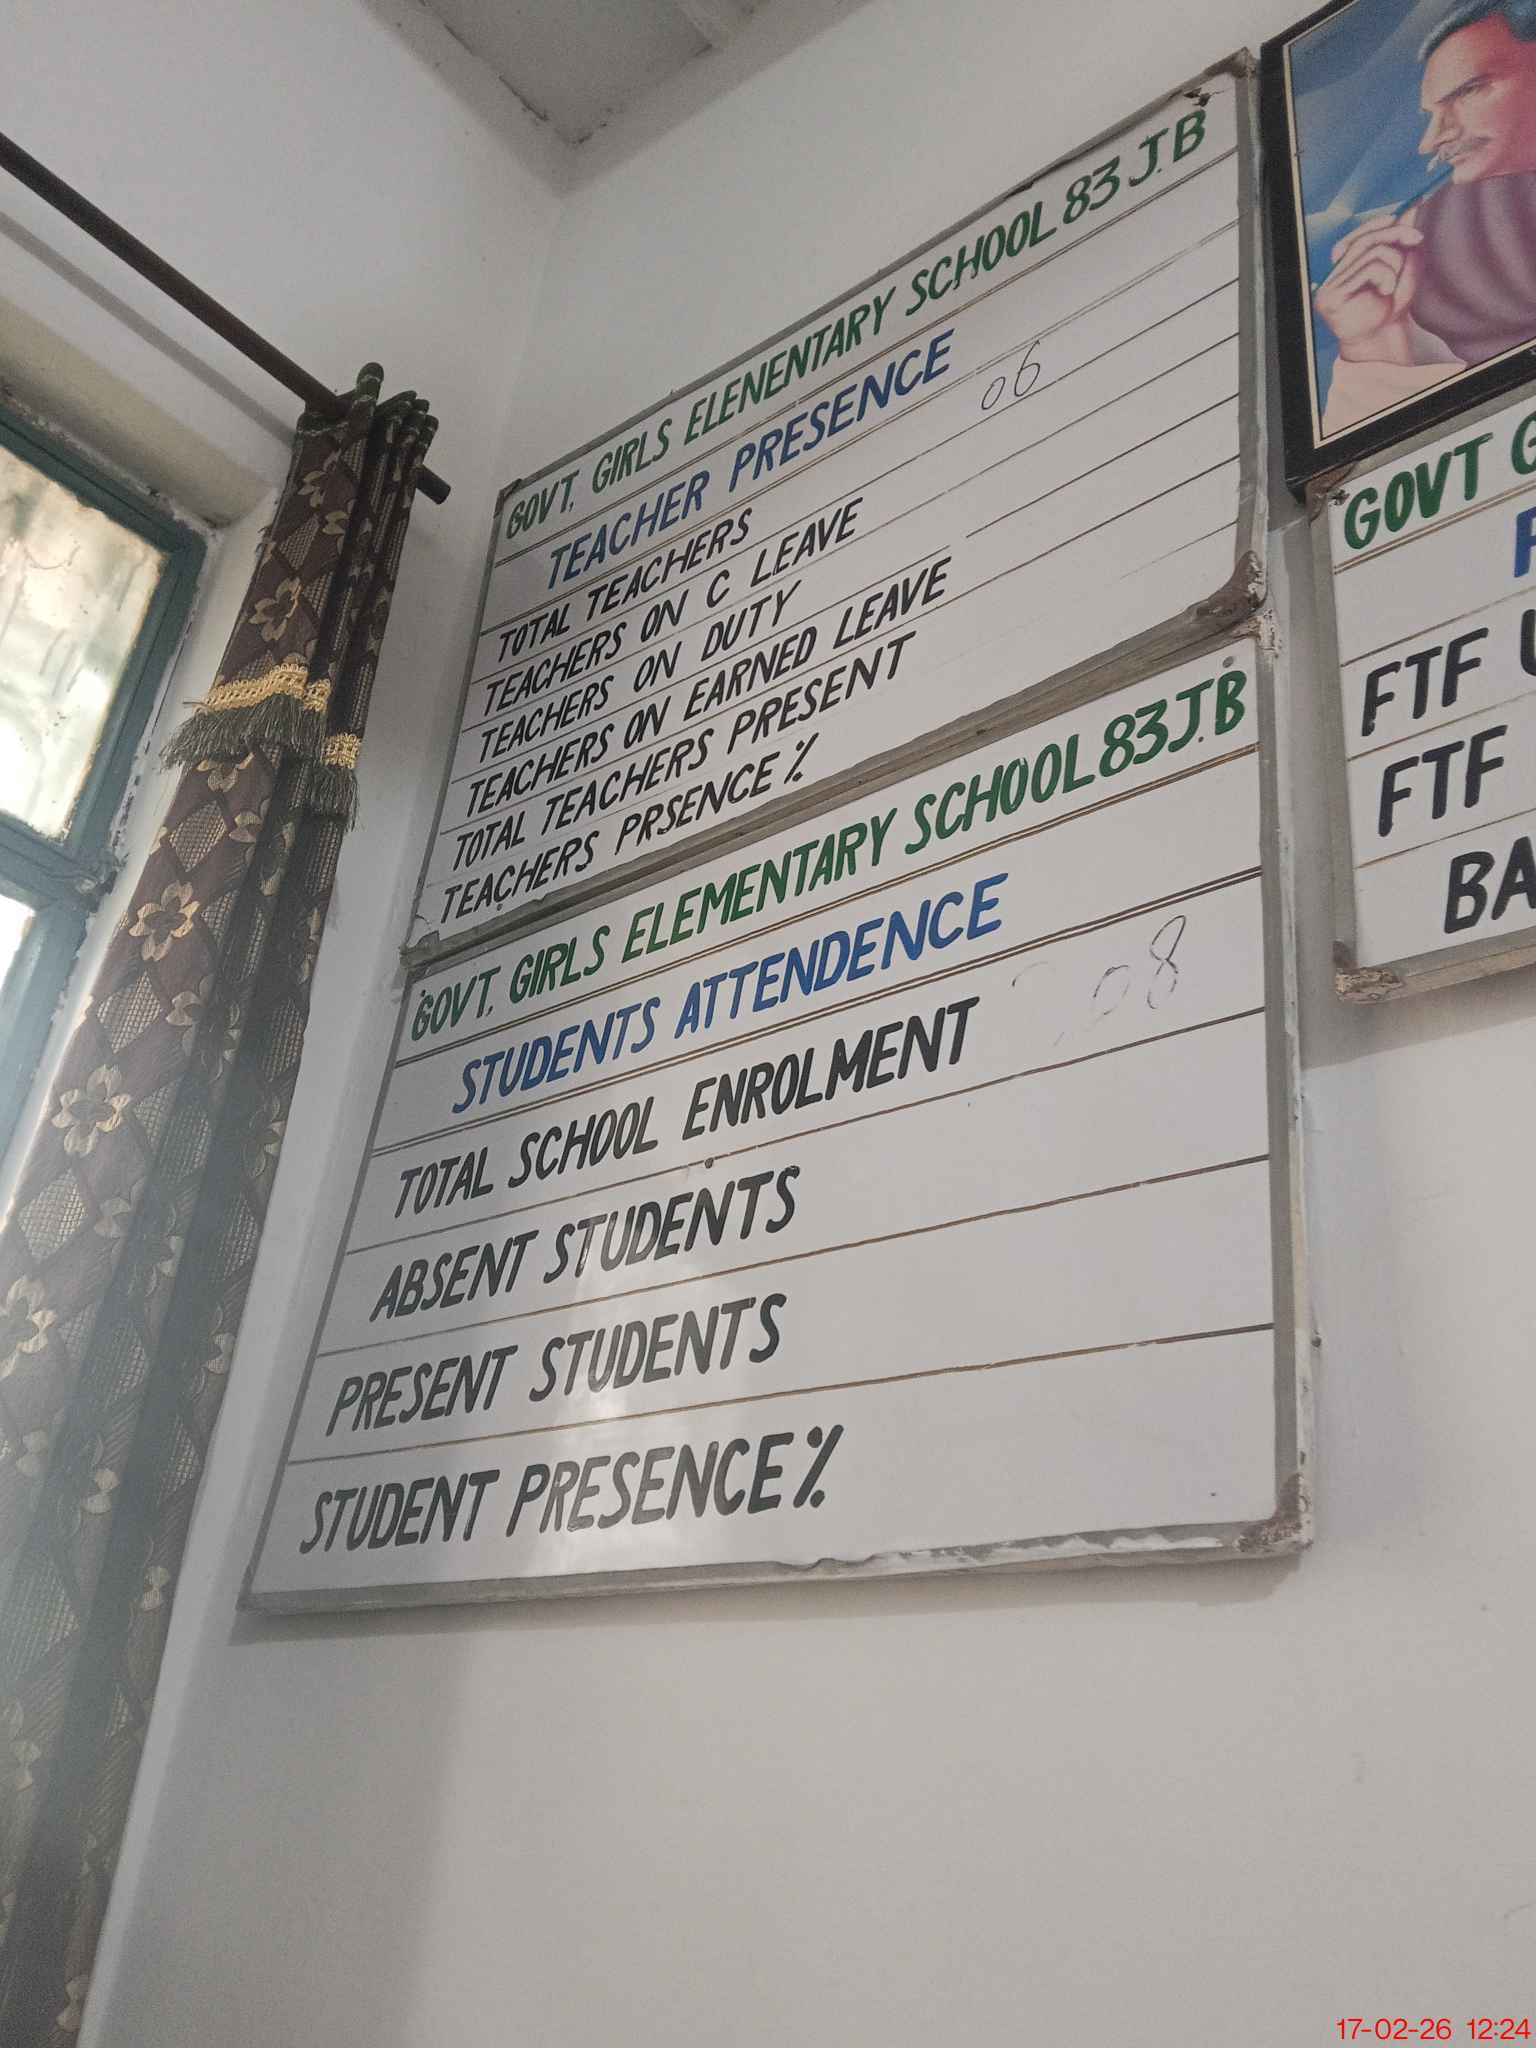 GOVT. GIRLS ELENENTARY SCHOOL 83 J.B
TEACHER PRESENCE
TOTAL TEACHERS 06
TEACHERS ON C LEAVE
TEACHERS ON DUTY
TEACHERS ON EARNED LEAVE
TOTAL TEACHERS PRESENT
TEACHERS PRSENCE %
GOVT. GIRLS ELEMENTARY SCHOOL 83 J.B
STUDENTS ATTENDENCE
TOTAL SCHOOL ENROLMENT
ABSENT STUDENTS
PRESENT STUDENTS
STUDENT PRESENCE %
GOVT G
FTF U
FTF
BA
17-02-26 12:24